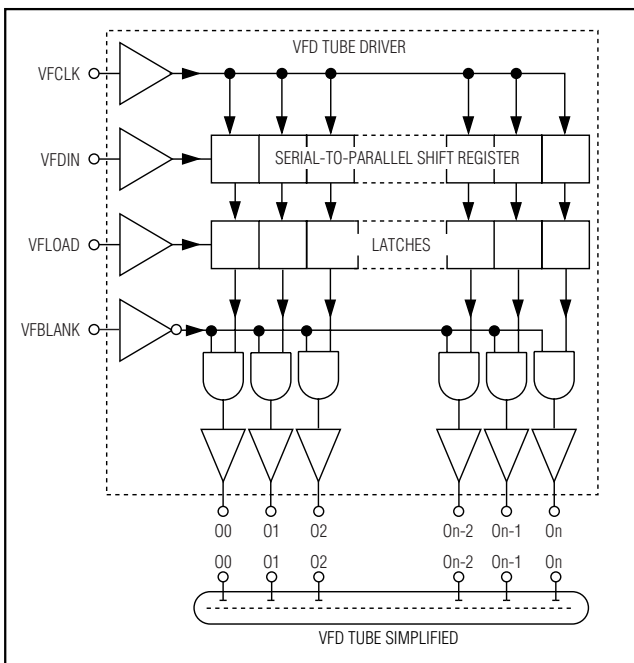 VFD TUBE DRIVER
VFCLK
VFDIN
SERIAL-TO-PARALLEL SHIFT REGISTER
VFLOAD
LATCHES
VFBLANK
O0 O1 O2 On-2 On-1 On
O0 O1 O2 On-2 On-1 On
VFD TUBE SIMPLIFIED